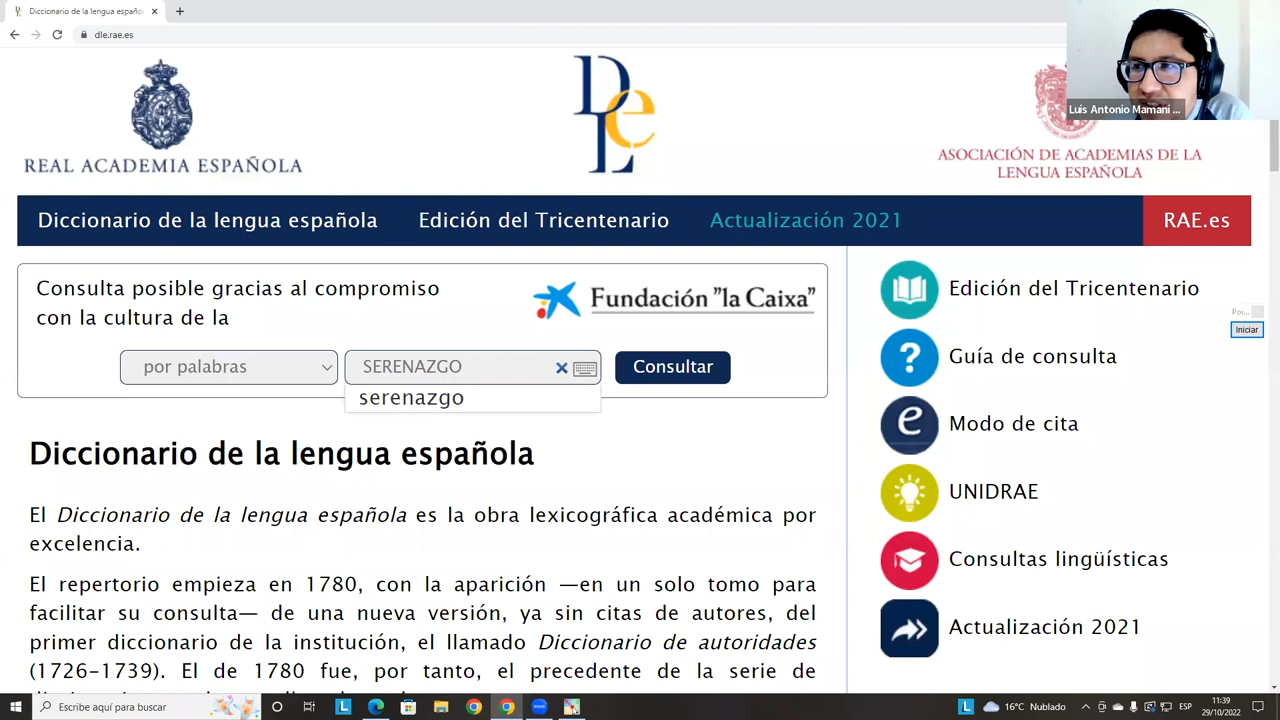 Diccionario de la lengua españo
dle.rae.es
REAL ACADEMIA ESPAÑOLA
DLE
ASOCIACIÓN DE ACADEMIAS DE LA
LENGUA ESPAÑOLA
Luis Antonio Mamani ...
Diccionario de la lengua española
Edición del Tricentenario
Actualización 2021
RAE.es
Consulta posible gracias al compromiso
con la cultura de la
Fundación "la Caixa"
por palabras
SERENAZGO
Consultar
serenazgo
Diccionario de la lengua española
El Diccionario de la lengua española es la obra lexicográfica académica por
excelencia.
El repertorio empieza en 1780, con la aparición —en un solo tomo para
facilitar su consulta— de una nueva versión, ya sin citas de autores, del
primer diccionario de la institución, el llamado Diccionario de autoridades
(1726-1739). El de 1780 fue, por tanto, el precedente de la serie de
Edición del Tricentenario
Poi...
Iniciar
Guía de consulta
Modo de cita
UNIDRAE
Consultas lingüísticas
Actualización 2021
Escribe aquí para buscar
16°C Nublado
ESP
11:39
29/10/2022